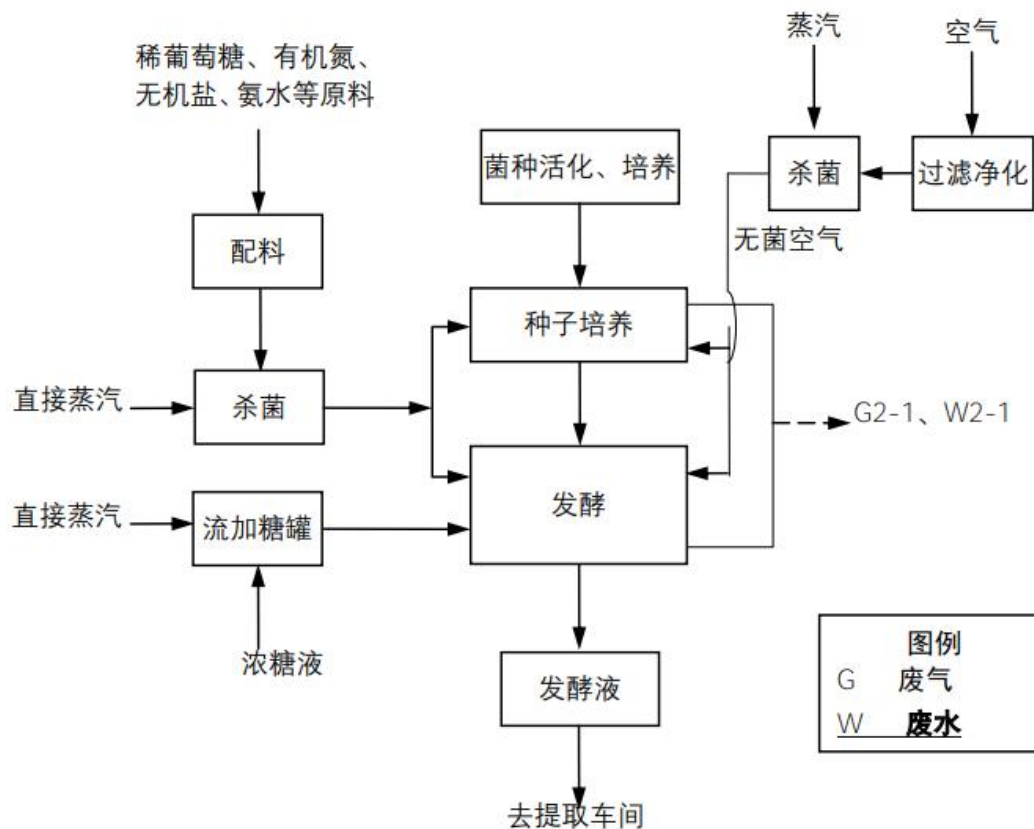 蒸汽
空气
稀葡萄糖、有机氮、
无机盐、氨水等原料
菌种活化、培养
杀菌
过滤净化
无菌空气
配料
种子培养
直接蒸汽
杀菌
G2-1、W2-1
发酵
直接蒸汽
流加糖罐
浓糖液
发酵液
图例
G 废气
W 废水
去提取车间